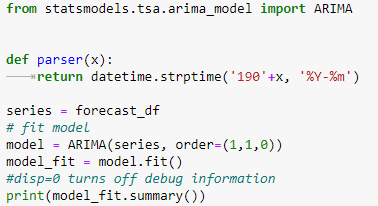 from statsmodels.tsa.arima_model import ARIMA
def parser(x):
return datetime.strptime('190'+x, '%Y-%m')
series = forecast_df
# fit model
model = ARIMA(series, order=(1,1,0))
model_fit = model.fit()
#disp=0 turns off debug information
print(model_fit.summary())